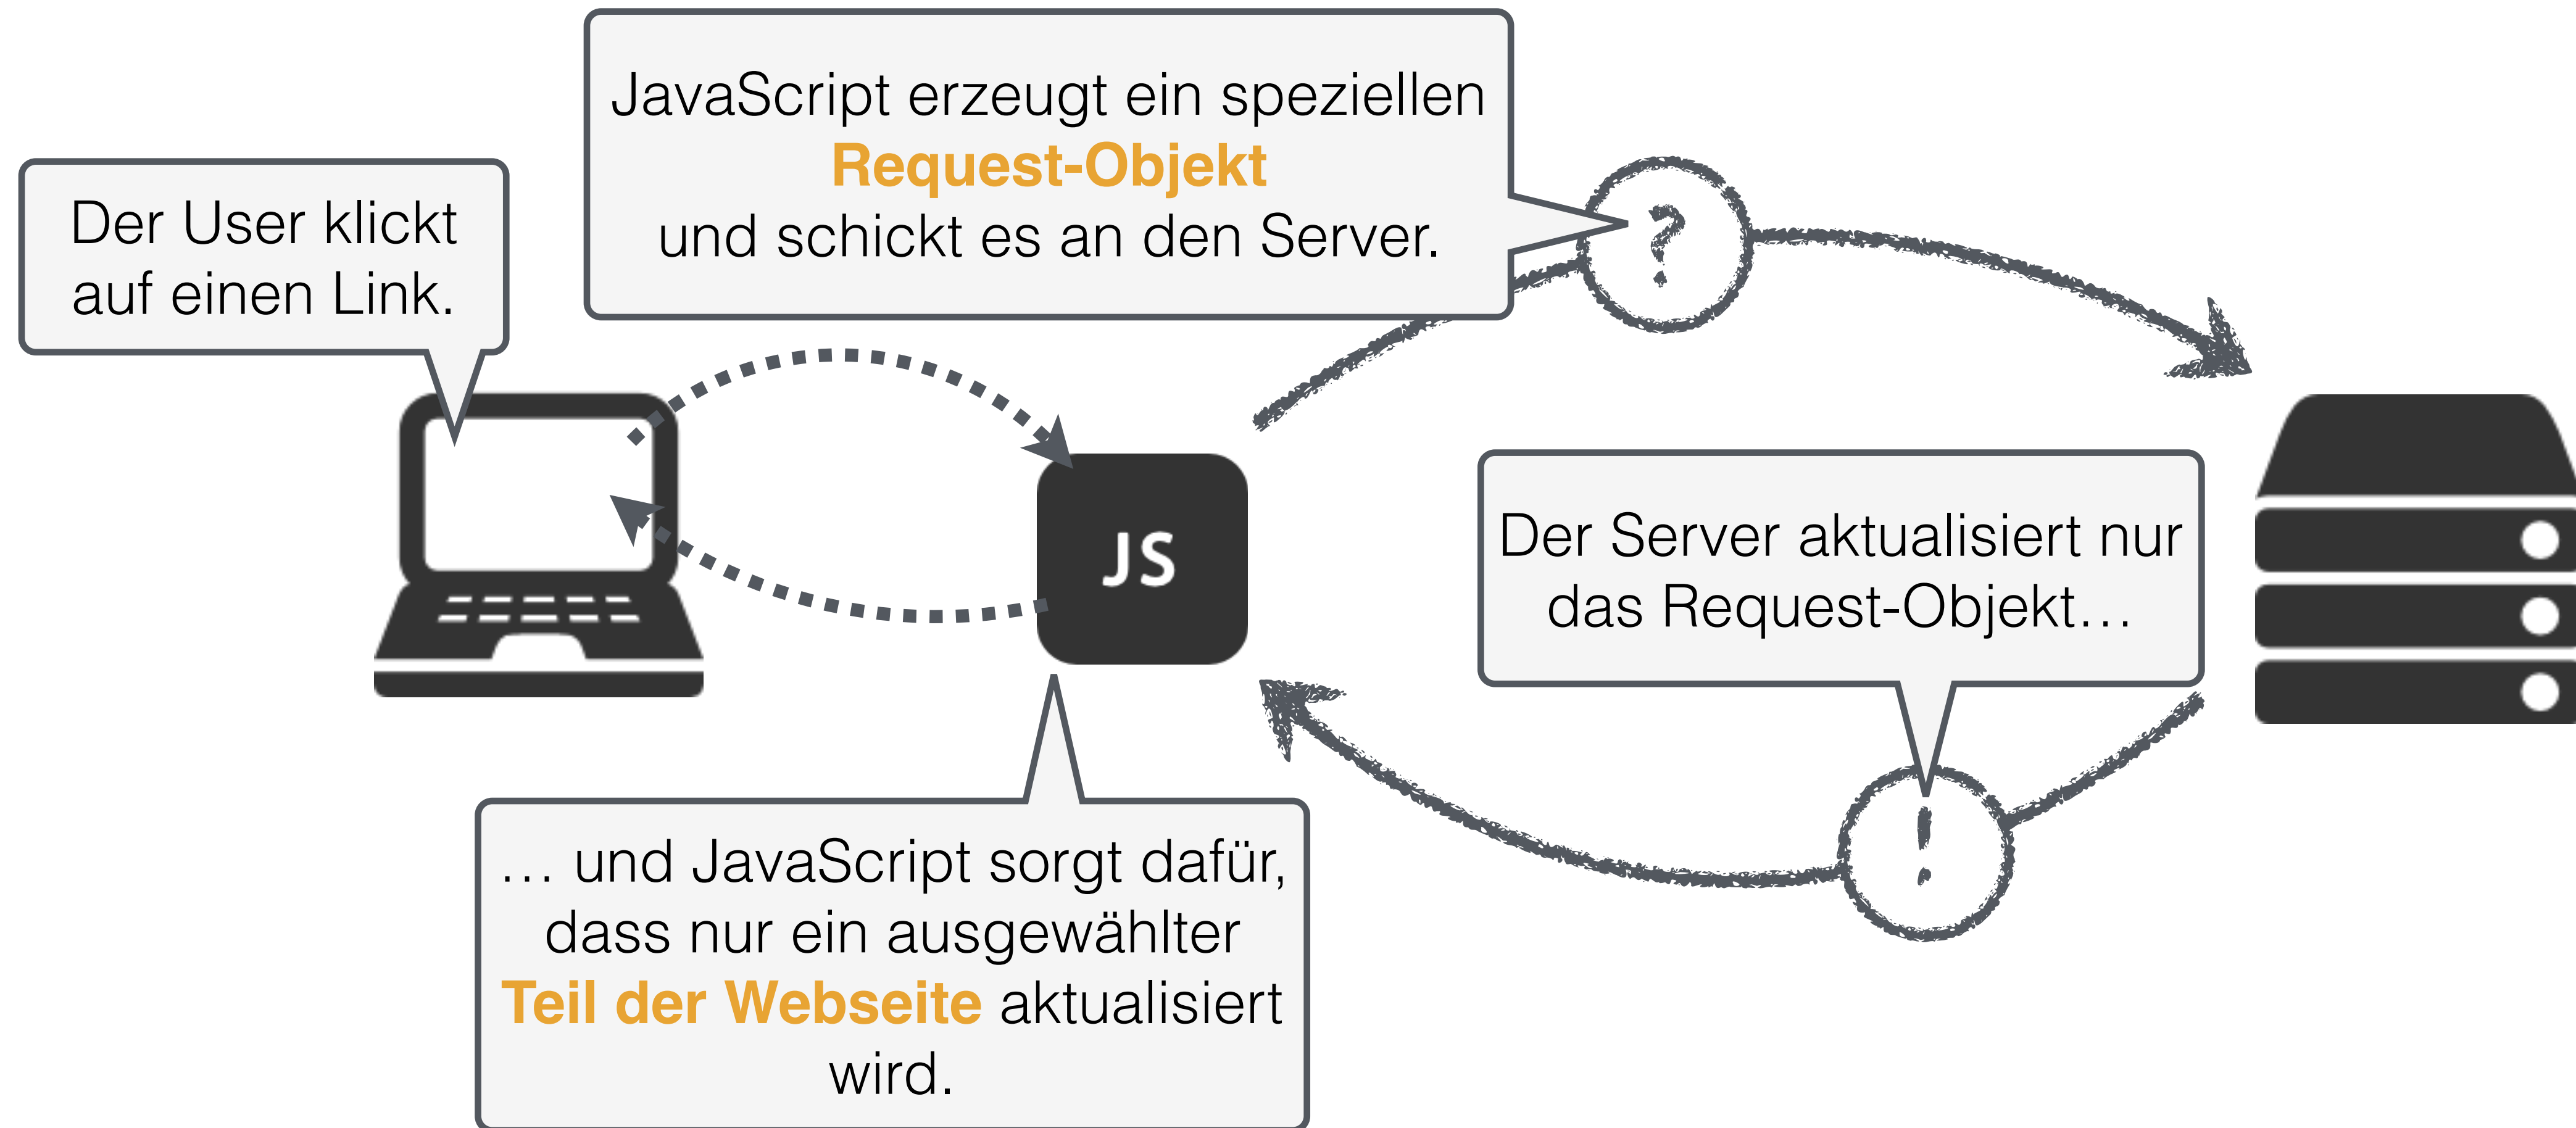 Der User klickt
auf einen Link.
JavaScript erzeugt ein speziellen
Request-Objekt
und schickt es an den Server.
?
JS
Der Server aktualisiert nur
das Request-Objekt…
!
… und JavaScript sorgt dafür,
dass nur ein ausgewählter
Teil der Webseite aktualisiert
wird.